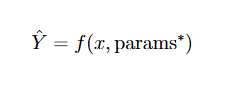 Ŷ = f(x, params*)